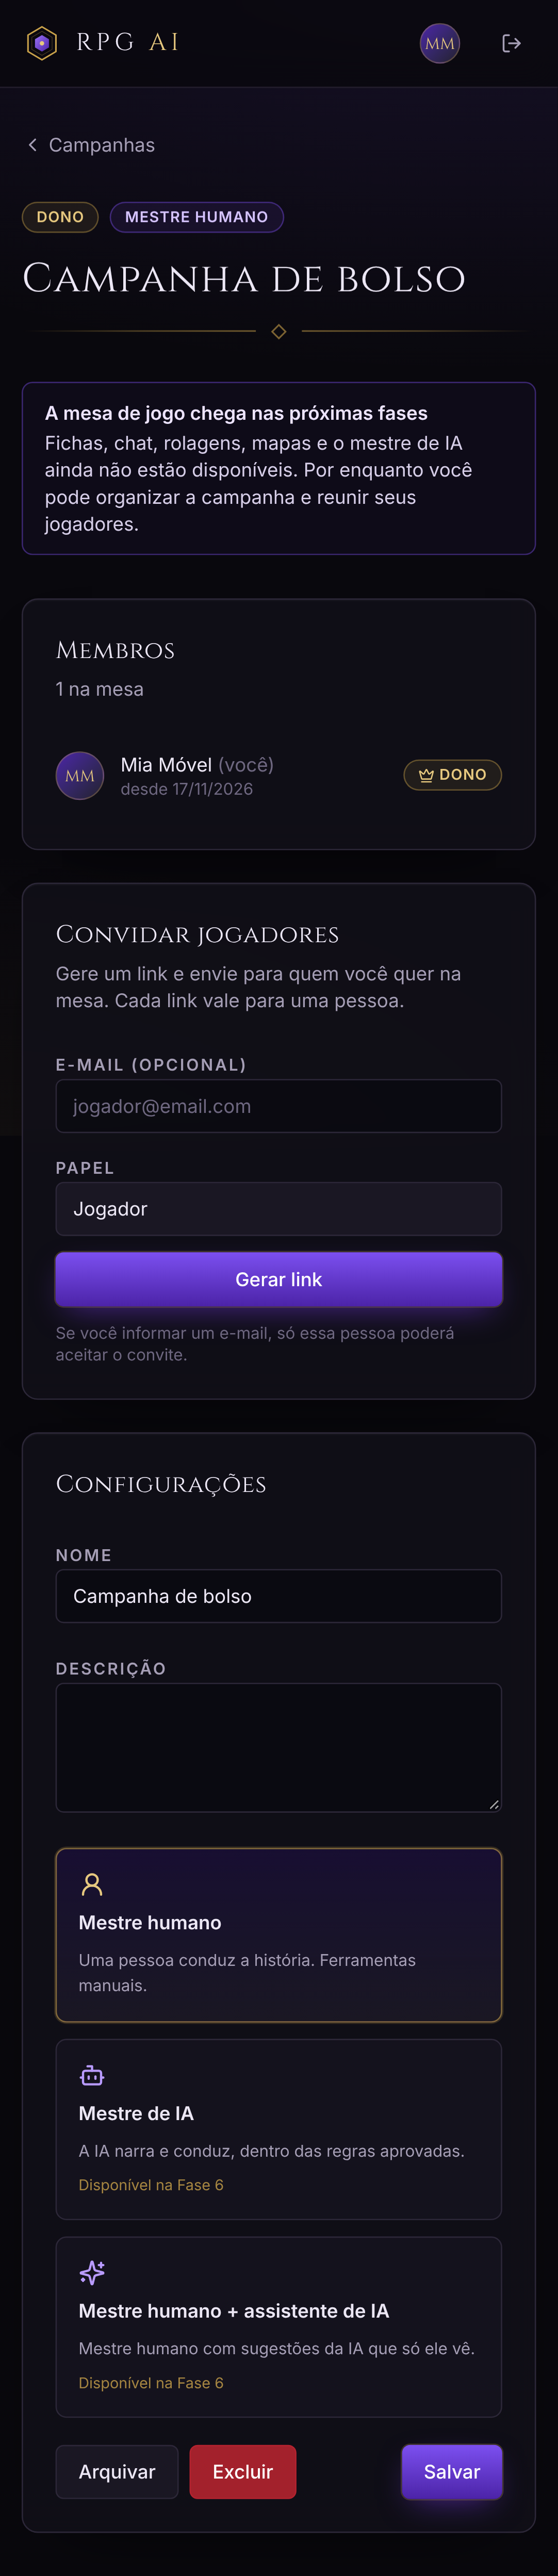 RPG AI
MM
Campanhas
DONO
MESTRE HUMANO
CAMPANHA DE BOLSO
A mesa de jogo chega nas próximas fases
Fichas, chat, rolagens, mapas e o mestre de IA
ainda não estão disponíveis. Por enquanto você
pode organizar a campanha e reunir seus
jogadores.
MEMBROS
1 na mesa
MM
Mia Móvel (você)
desde 17/11/2026
DONO
CONVIDAR JOGADORES
Gere um link e envie para quem você quer na
mesa. Cada link vale para uma pessoa.
E-MAIL (OPCIONAL)
jogador@email.com
PAPEL
Jogador
Gerar link
Se você informar um e-mail, só essa pessoa poderá
aceitar o convite.
CONFIGURAÇÕES
NOME
Campanha de bolso
DESCRIÇÃO
Mestre humano
Uma pessoa conduz a história. Ferramentas
manuais.
Mestre de IA
A IA narra e conduz, dentro das regras aprovadas.
Disponível na Fase 6
Mestre humano + assistente de IA
Mestre humano com sugestões da IA que só ele vê.
Disponível na Fase 6
Arquivar
Excluir
Salvar